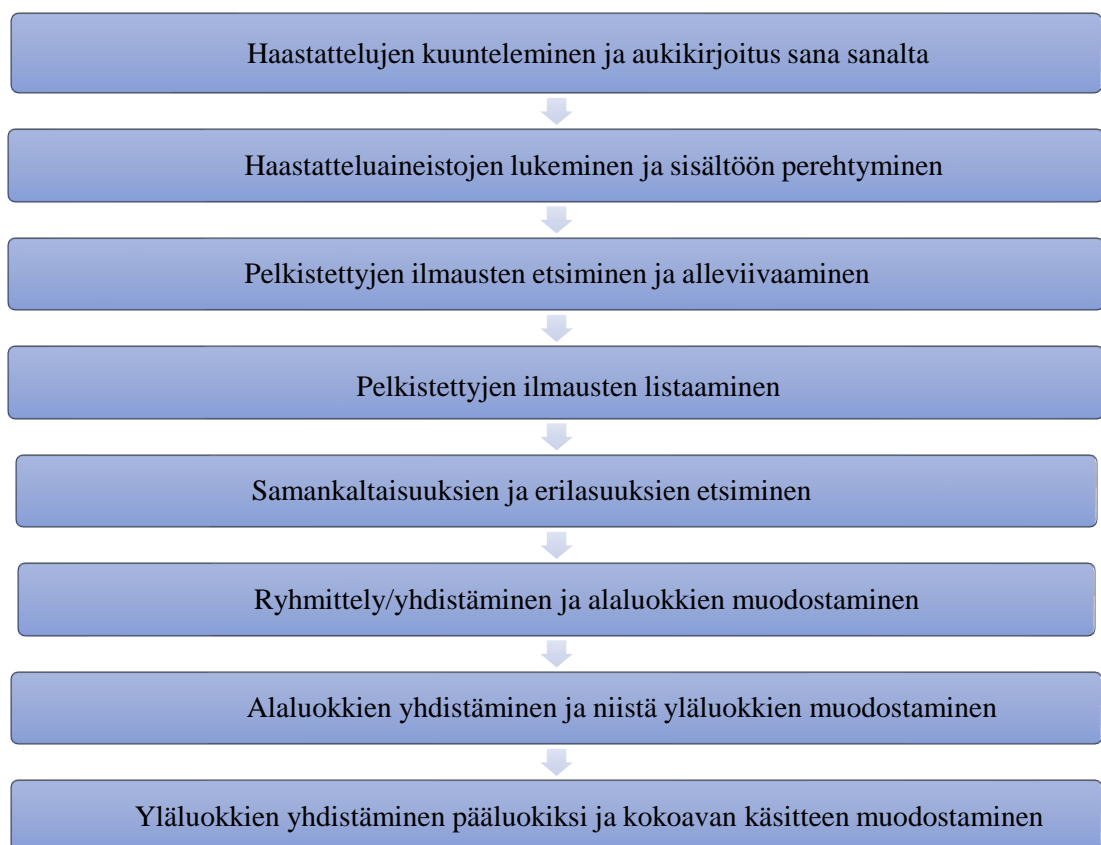 Haastattelujen kuunteleminen ja aukikirjoitus sana sanalta
Haastatteluaineistojen lukeminen ja sisältöön perehtyminen
Pelkistettyjen ilmausten etsiminen ja alleviivaaminen
Pelkistettyjen ilmausten listaaminen
Samankaltaisuuksien ja erilasuuksien etsiminen
Ryhmittely/yhdistäminen ja alaluokkien muodostaminen
Alaluokkien yhdistäminen ja niistä yläluokkien muodostaminen
Yläluokkien yhdistäminen pääluokiksi ja kokoavan käsitteen muodostaminen